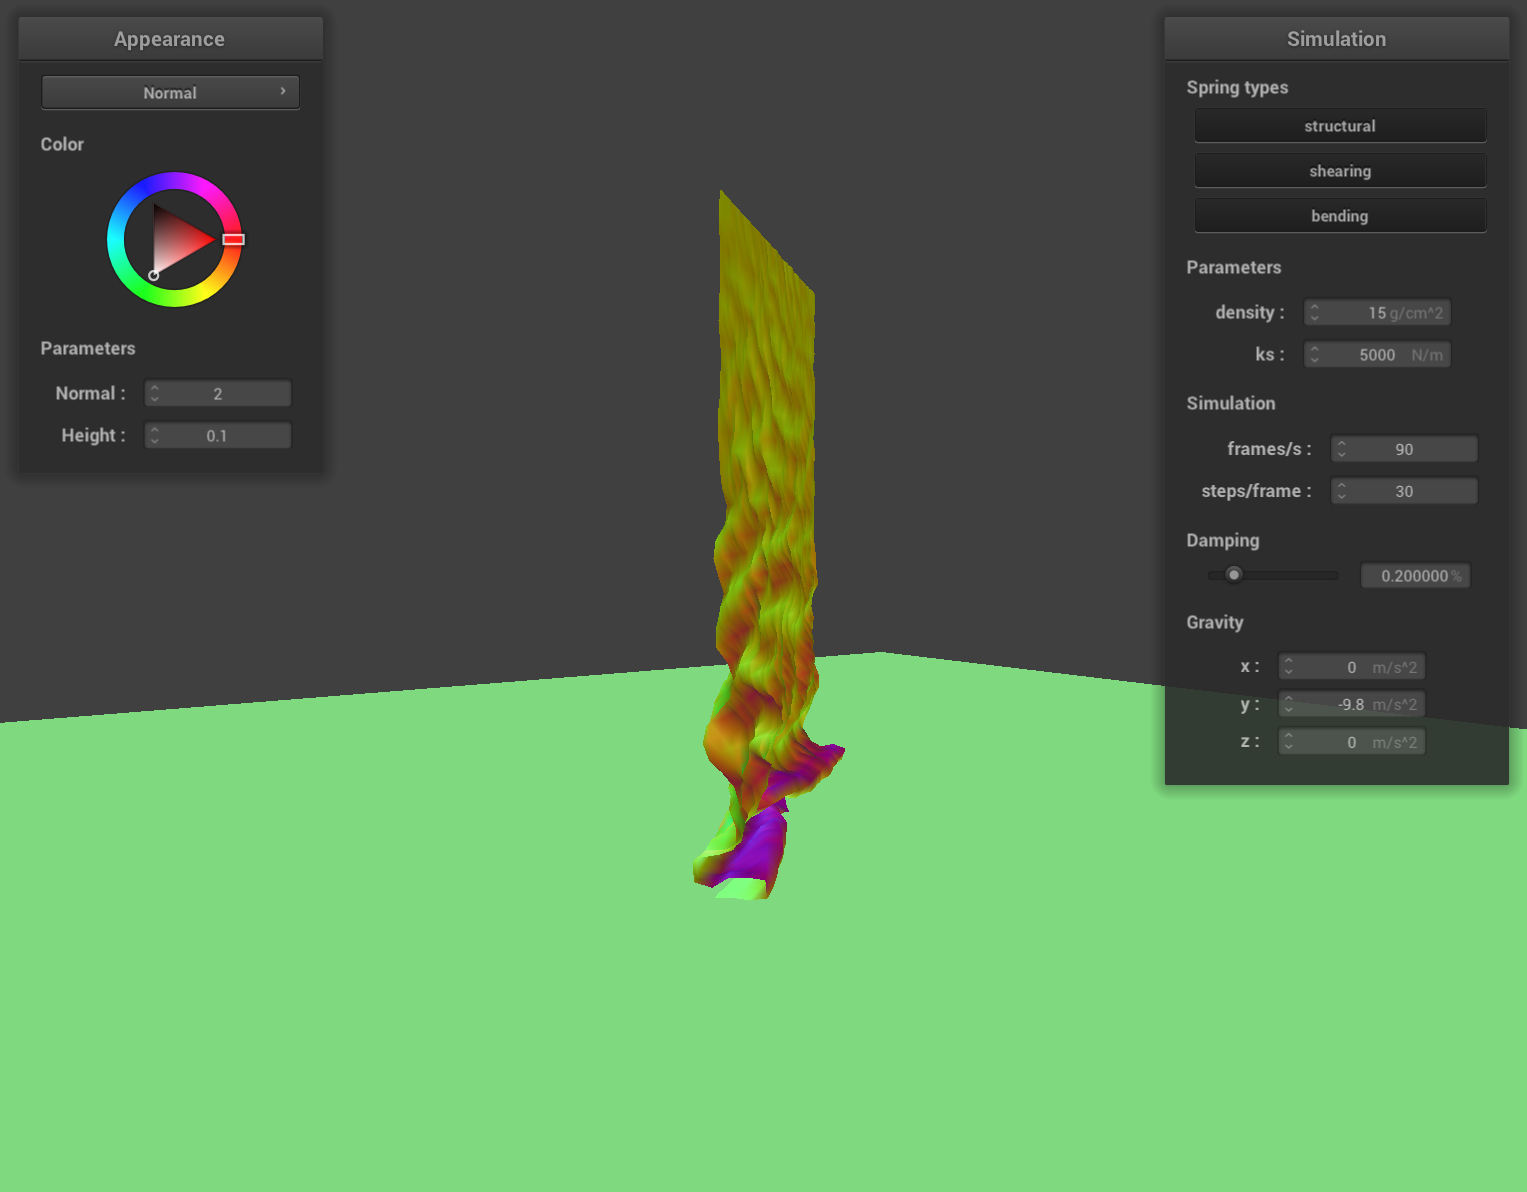 Appearance
Normal
Color
Parameters
Normal : 2
Height : 0.1
Simulation
Spring types
structural
shearing
bending
Parameters
density : 15 g/cm^2
ks : 5000 N/m
Simulation
frames/s : 90
steps/frame : 30
Damping
0.200000 %
Gravity
x : 0 m/s^2
y : -9.8 m/s^2
z : 0 m/s^2